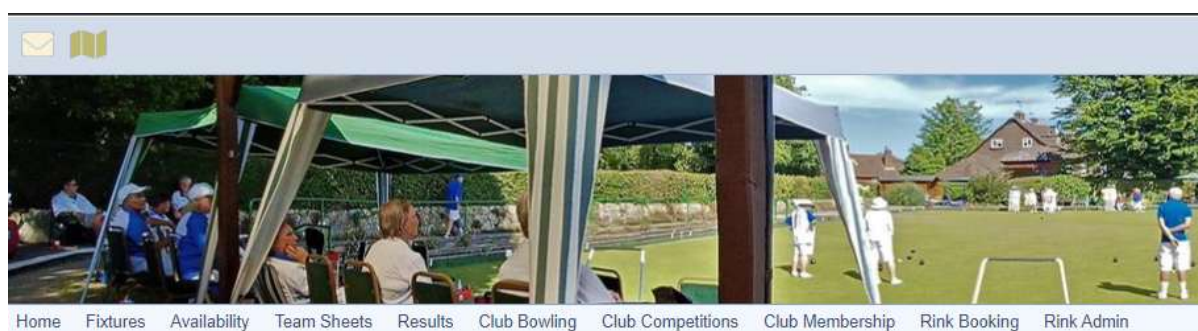 Home Fixtures Availability Team Sheets Results Club Bowling Club Competitions Club Membership Rink Booking Rink Admin